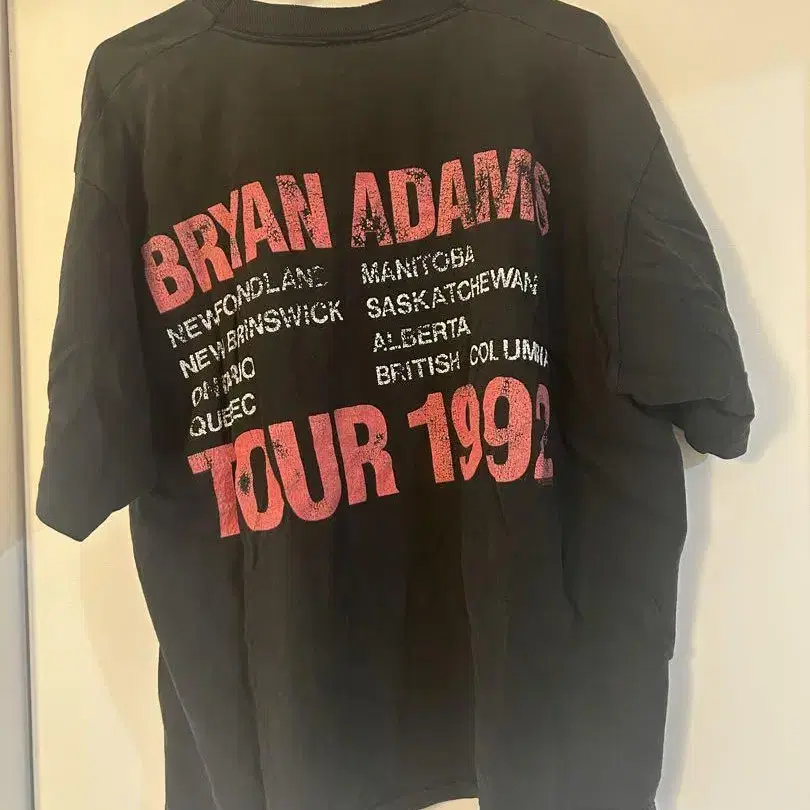 BRYAN ADAMS
NEWFONDLAND
NEW BRINSWICK
ONTARIO
QUEBEC
MANITOBA
SASKATCHEWAN
ALBERTA
BRITISH COLUMBIA
TOUR 1992